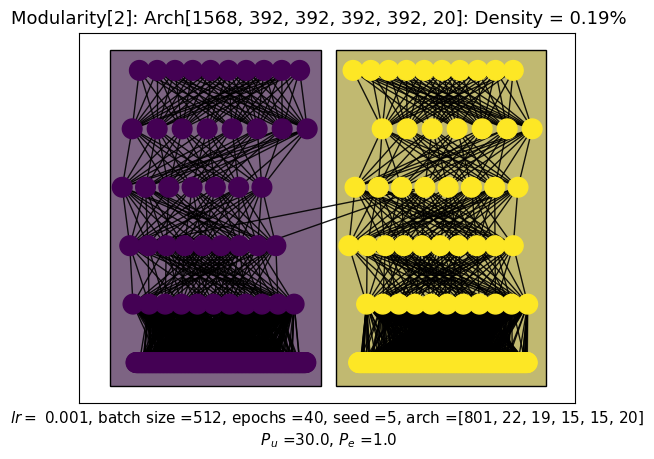 Modularity[2]: Arch[1568, 392, 392, 392, 392, 20]: Density = 0.19%
lr = 0.001, batch size =512, epochs =40, seed =5, arch =[801, 22, 19, 15, 15, 20]
P_u =30.0, P_e =1.0